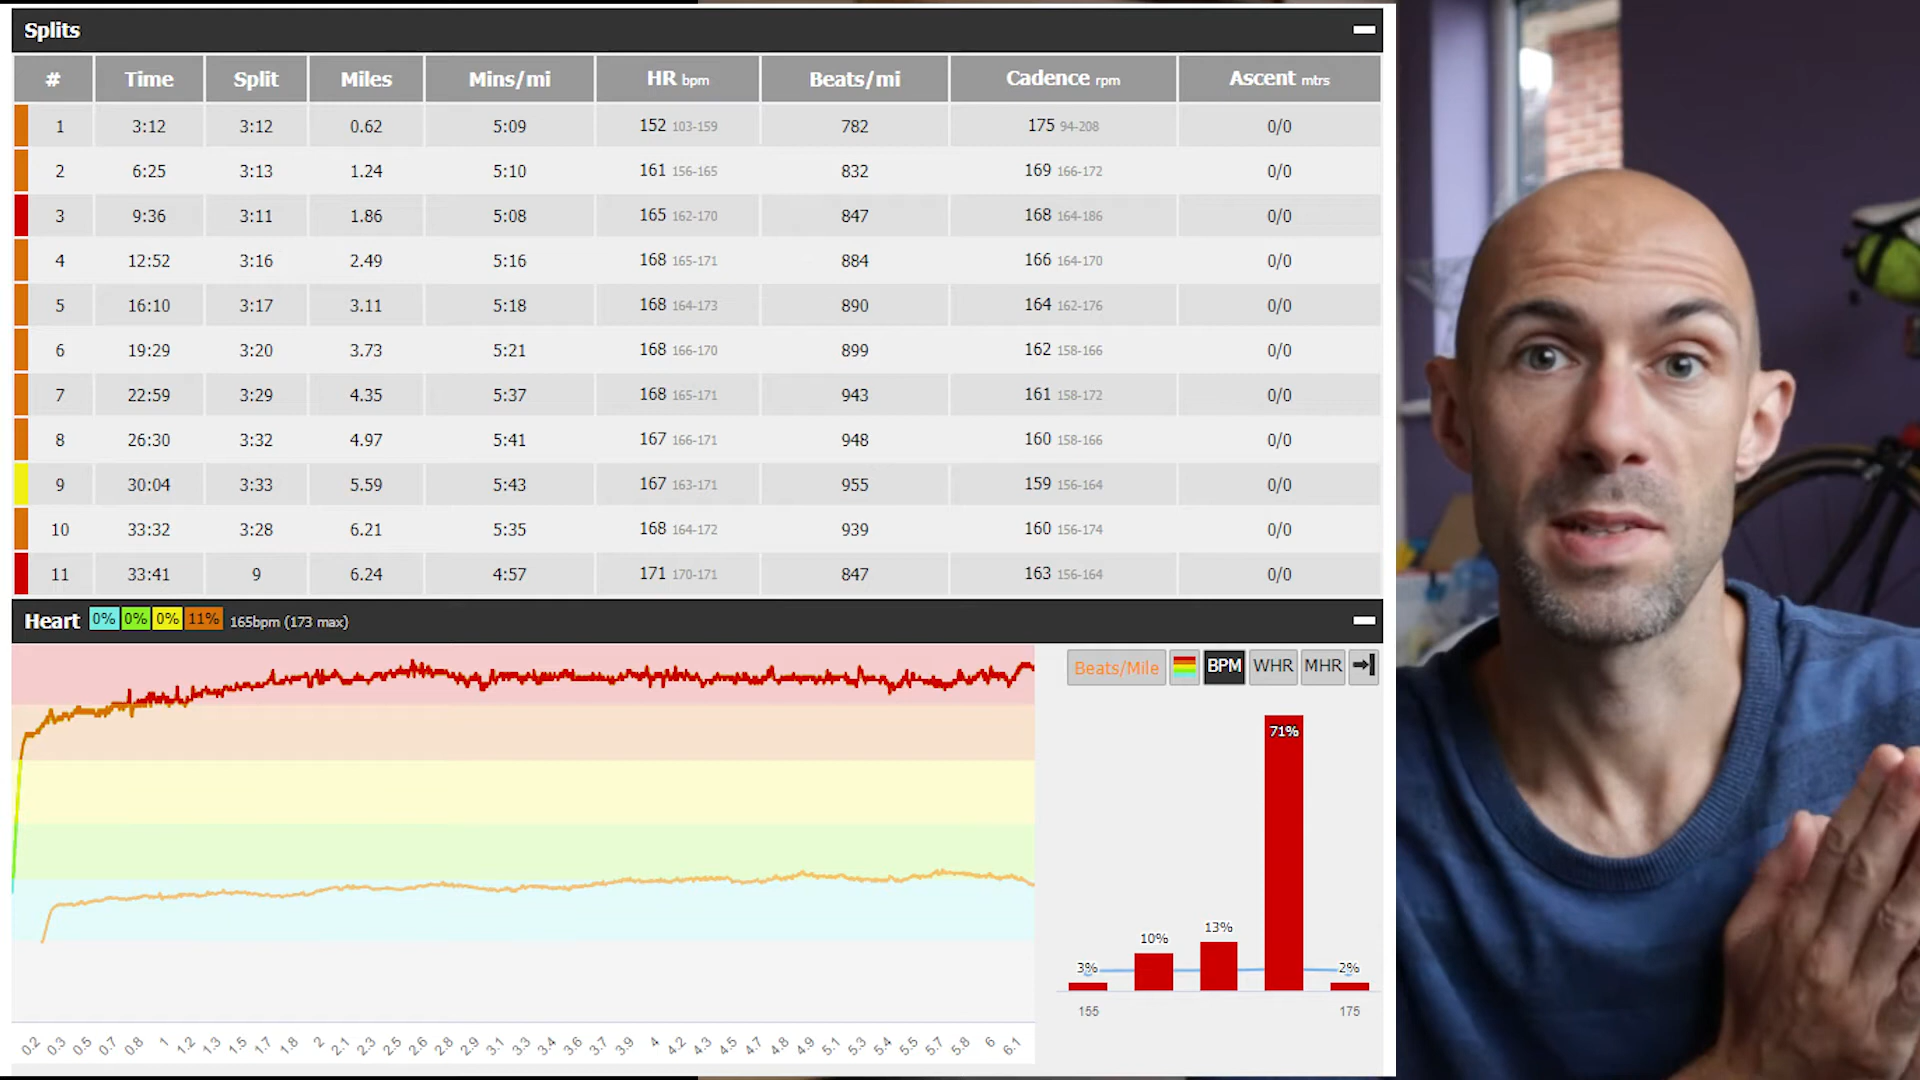 Splits
# Time Split Miles Mins/mi HR bpm Beats/mi Cadence rpm Ascent mtrs
1 3:12 3:12 0.62 5:09 152 103-159 782 175 94-208 0/0
2 6:25 3:13 1.24 5:10 161 156-165 832 169 166-172 0/0
3 9:36 3:11 1.86 5:08 165 162-170 847 168 164-186 0/0
4 12:52 3:16 2.49 5:16 168 165-171 884 166 164-170 0/0
5 16:10 3:17 3.11 5:18 168 164-173 890 164 162-176 0/0
6 19:29 3:20 3.73 5:21 168 166-170 899 162 158-166 0/0
7 22:59 3:29 4.35 5:37 168 165-171 943 161 158-172 0/0
8 26:30 3:32 4.97 5:41 167 166-171 948 160 158-166 0/0
9 30:04 3:33 5.59 5:43 167 163-171 955 159 156-164 0/0
10 33:32 3:28 6.21 5:35 168 164-172 939 160 156-174 0/0
11 33:41 9 6.24 4:57 171 170-171 847 163 156-164 0/0
Heart 0% 0% 0% 11% 165bpm (173 max)
Beats/Mile BPM WHR MHR
71%
13%
10%
3% 2%
155 175
0.2 0.3 0.5 0.7 0.8 1 1.2 1.3 1.5 1.7 1.8 2 2.1 2.3 2.5 2.6 2.8 2.9 3.1 3.3 3.4 3.6 3.7 3.9 4 4.2 4.3 4.5 4.7 4.8 4.9 5.1 5.3 5.4 5.5 5.7 5.8 6 6.1